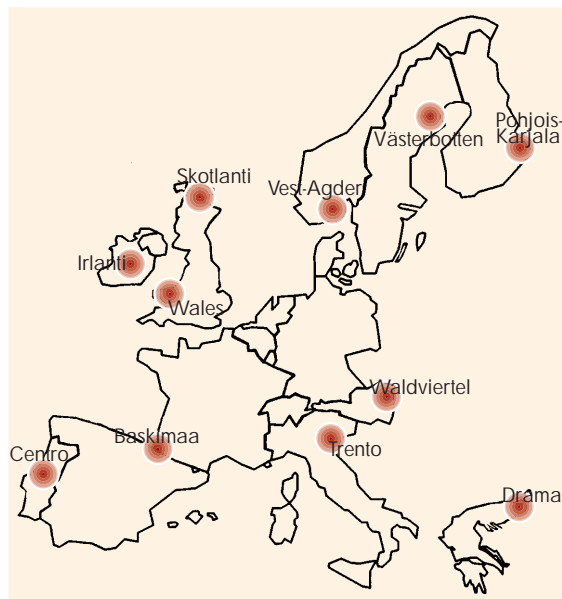 Pohjois-
Karjala
Västerbotten
Skotlanti
Vest-Agder
Irlanti
Wales
Waldviertel
Baskimaa
Trento
Centro
Drama